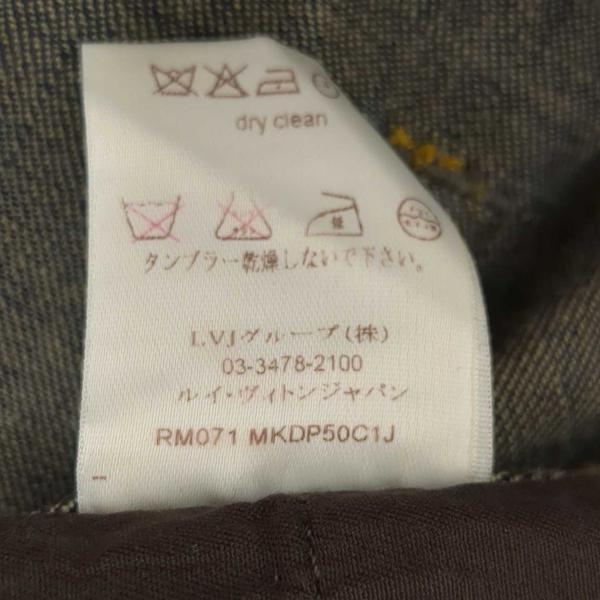 dry clean
タンブラー乾燥しないで下さい。
LVJグループ(株)
03-3478-2100
ルイ・ヴィトンジャパン
RM071 MKDP50C1J